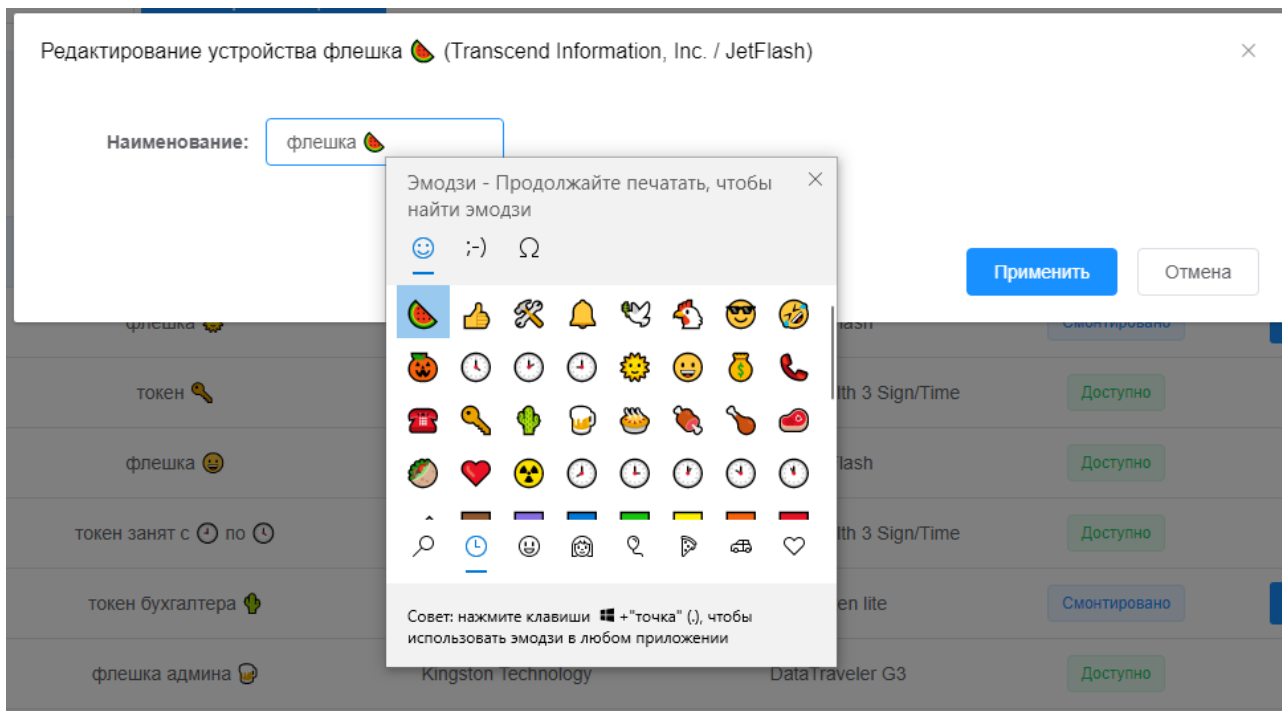 Редактирование устройства флешка 🍉 (Transcend Information, Inc. / JetFlash)
Наименование: флешка 🍉
Эмодзи - Продолжайте печатать, чтобы
найти эмодзи
;-) Ω
Применить Отмена
флешка 🌞 Смонтировано
токен 🔑 lth 3 Sign/Time Доступно
флешка 😀 lash Доступно
токен занят с 🕘 по 🕔 lth 3 Sign/Time Доступно
токен бухгалтера 🌵 en lite Смонтировано
Совет: нажмите клавиши +"точка" (.), чтобы
использовать эмодзи в любом приложении
флешка админа 🍺 Kingston Technology DataTraveler G3 Доступно